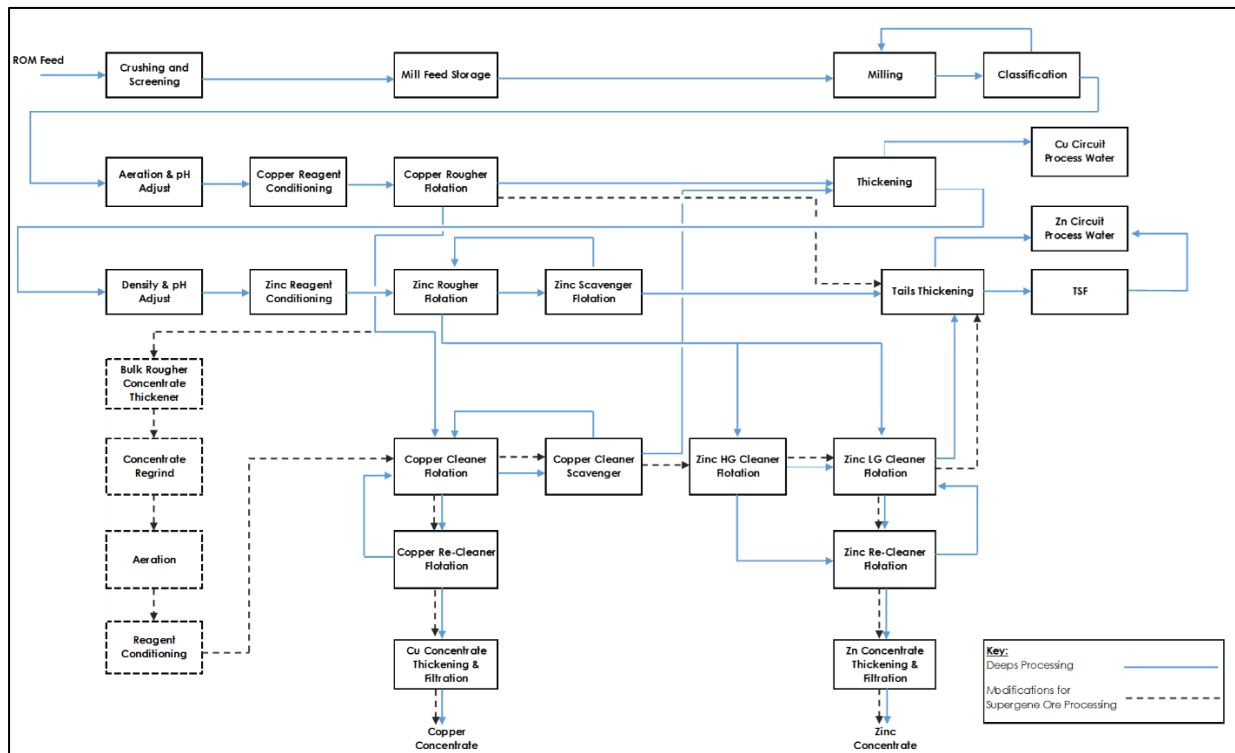 ROM Feed
Crushing and
Screening
Mill Feed Storage
Milling
Classification
Aeration & pH
Adjust
Copper Reagent
Conditioning
Copper Rougher
Flotation
Thickening
Cu Circuit
Process Water
Zn Circuit
Process Water
Density & pH
Adjust
Zinc Reagent
Conditioning
Zinc Rougher
Flotation
Zinc Scavenger
Flotation
Tails Thickening
TSF
Bulk Rougher
Concentrate
Thickener
Concentrate
Regrind
Copper Cleaner
Flotation
Copper Cleaner
Scavenger
Zinc HG Cleaner
Flotation
Zinc LG Cleaner
Flotation
Aeration
Copper Re-Cleaner
Flotation
Zinc Re-Cleaner
Flotation
Reagent
Conditioning
Cu Concentrate
Thickening &
Filtration
Zn Concentrate
Thickening &
Filtration
Key:
Deeps Processing
Modifications for
Supergene Ore Processing
Copper
Concentrate
Zinc
Concentrate